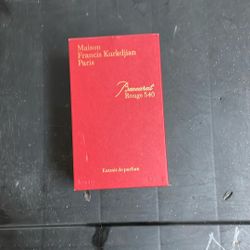 Maison
Francis Kurkdjian
Paris
Baccarat
Rouge 540
Extrait de parfum